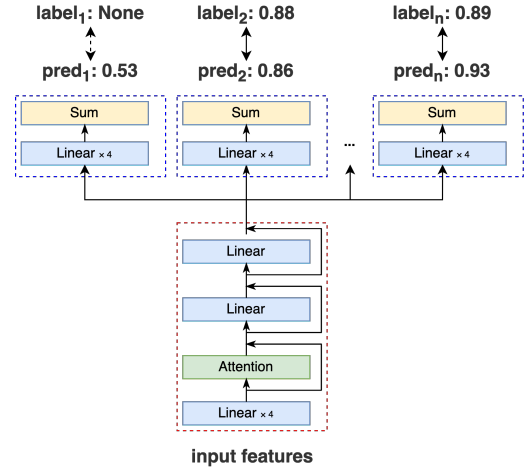 label₁: None label₂: 0.88 labelₙ: 0.89
pred₁: 0.53 pred₂: 0.86 predₙ: 0.93
Sum Sum Sum
Linear × 4 Linear × 4 ... Linear × 4
Linear
Linear
Attention
Linear × 4
input features